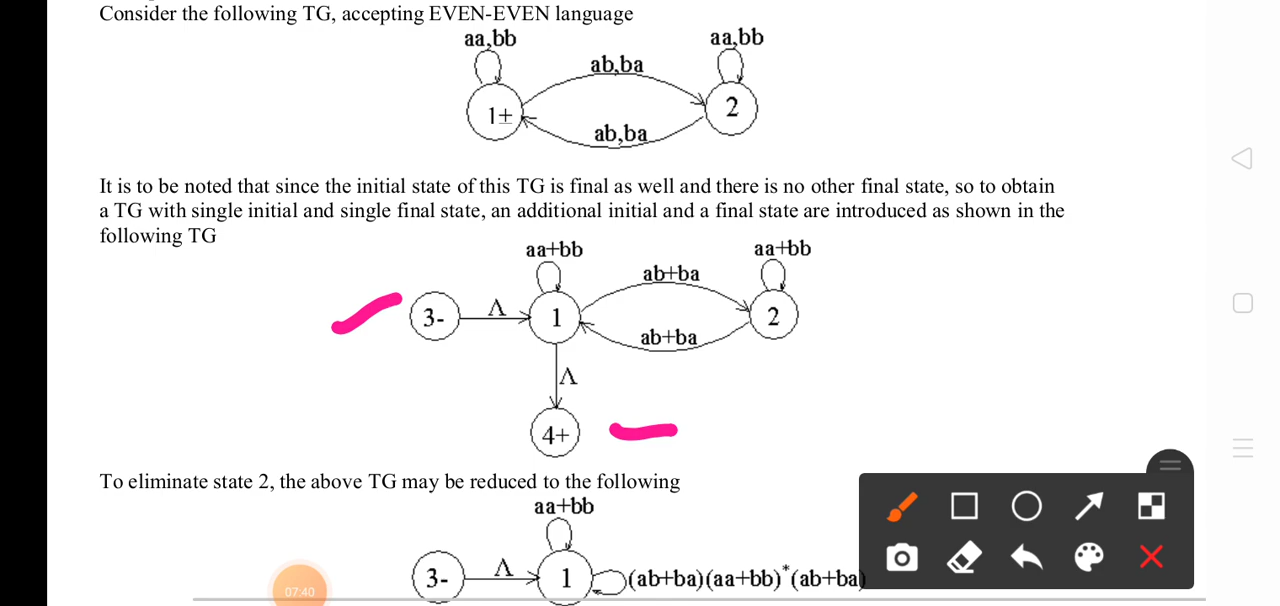 Consider the following TG, accepting EVEN-EVEN language
aa,bb
aa,bb
ab,ba
1±
2
ab,ba
It is to be noted that since the initial state of this TG is final as well and there is no other final state, so to obtain
a TG with single initial and single final state, an additional initial and a final state are introduced as shown in the
following TG
aa+bb
aa+bb
ab+ba
3-
Λ
1
2
ab+ba
Λ
4+
To eliminate state 2, the above TG may be reduced to the following
aa+bb
3-
Λ
1
(ab+ba)(aa+bb)*(ab+ba)
07:40